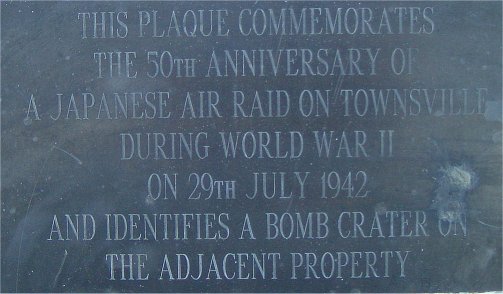 THIS PLAQUE COMMEMORATES
THE 50TH ANNIVERSARY OF
A JAPANESE AIR RAID ON TOWNSVILLE
DURING WORLD WAR II
ON 29TH JULY 1942
AND IDENTIFIES A BOMB CRATER ON
THE ADJACENT PROPERTY